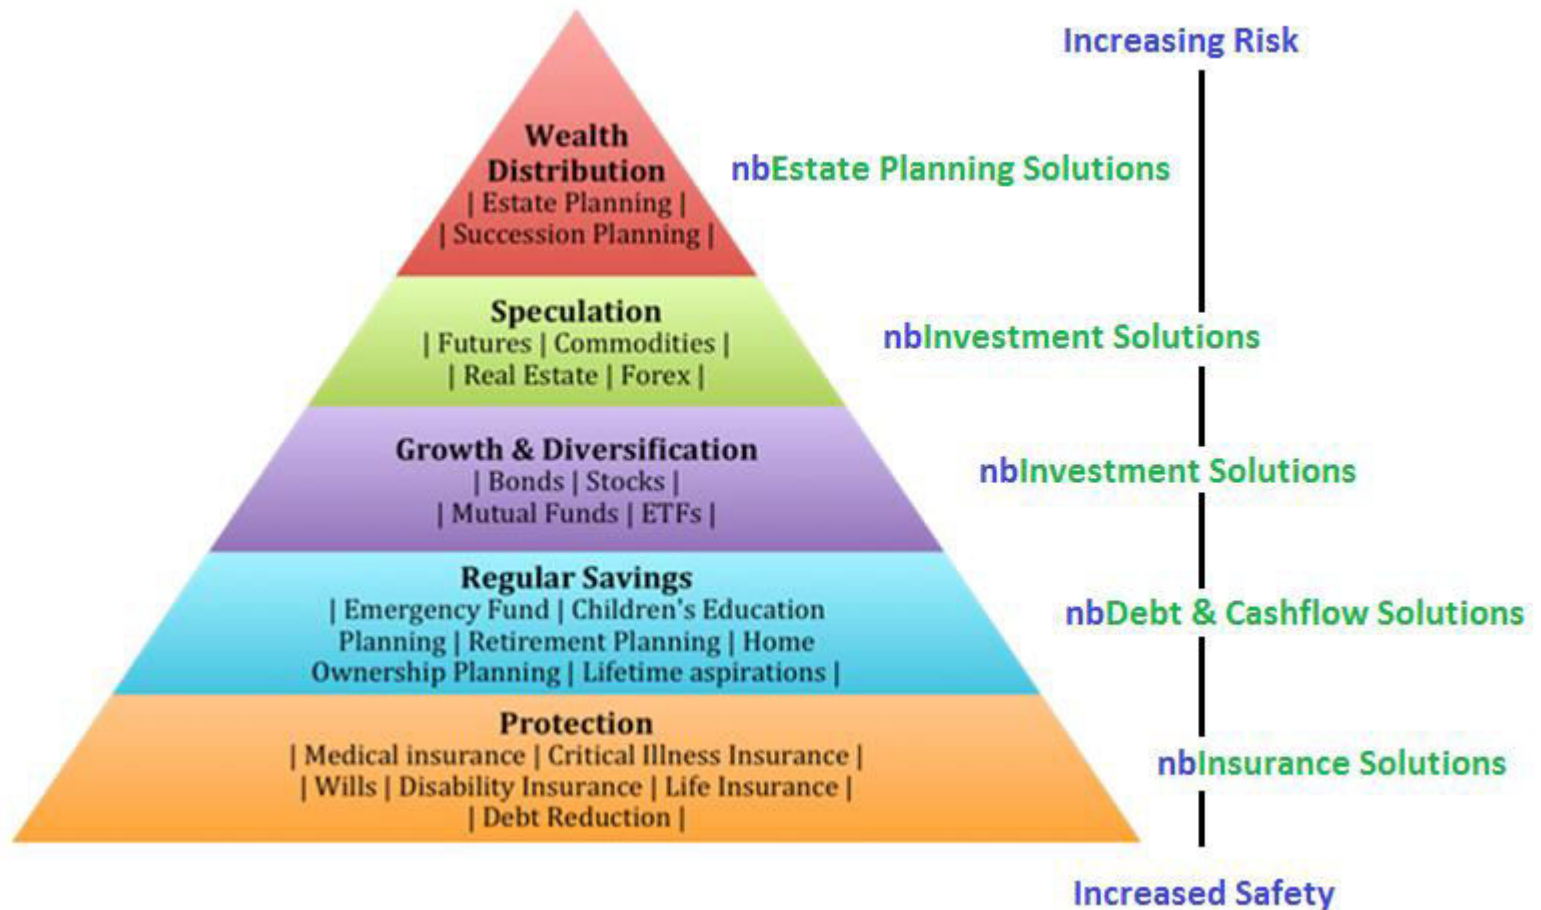 Increasing Risk
Wealth
Distribution
| Estate Planning |
| Succession Planning |
nbEstate Planning Solutions
Speculation
| Futures | Commodities |
| Real Estate | Forex |
nbInvestment Solutions
Growth & Diversification
| Bonds | Stocks |
| Mutual Funds | ETFs |
nbInvestment Solutions
Regular Savings
| Emergency Fund | Children's Education
Planning | Retirement Planning | Home
Ownership Planning | Lifetime aspirations |
nbDebt & Cashflow Solutions
Protection
| Medical insurance | Critical Illness Insurance |
| Wills | Disability Insurance | Life Insurance |
| Debt Reduction |
nbInsurance Solutions
Increased Safety